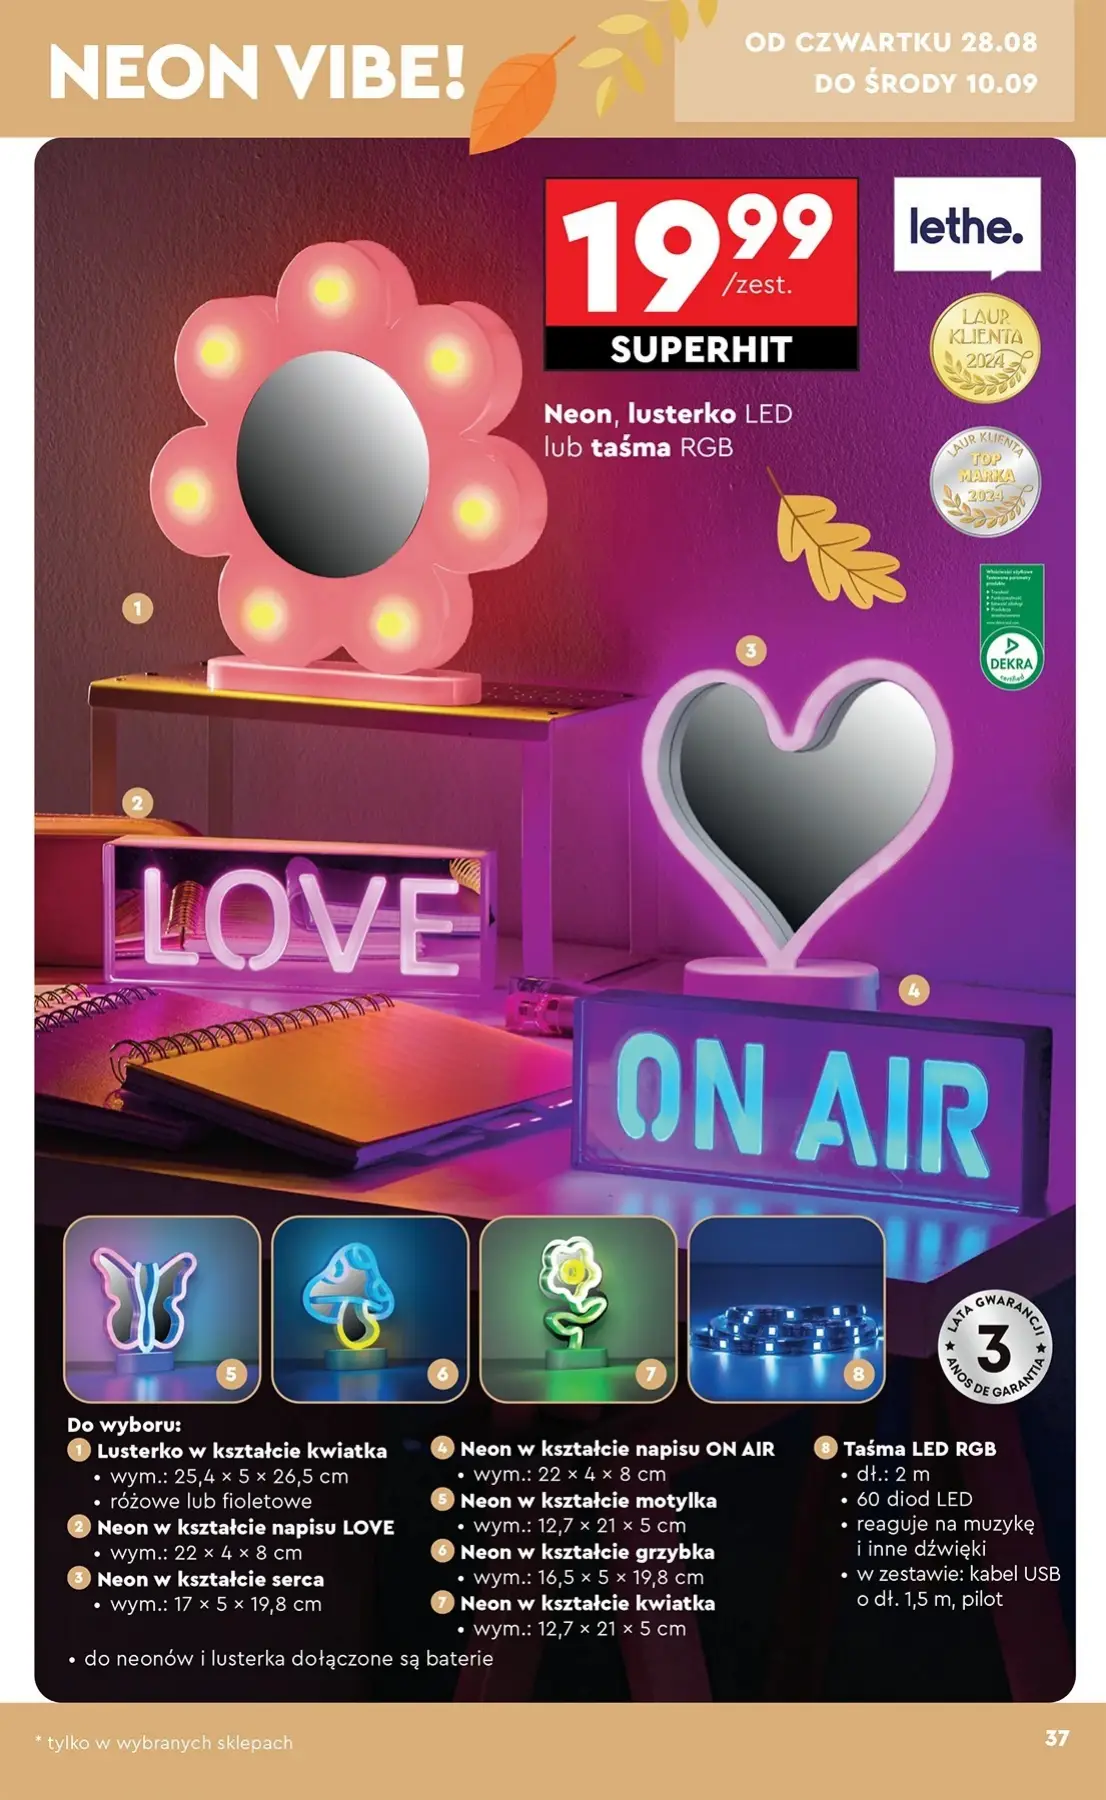 NEON VIBE!
OD CZWARTKU 28.08
DO ŚRODY 10.09
19 99
/zest.
SUPERHIT
lethe.
LAUR
KLIENTA
2024
LAUR KLIENTA
TOP
MARKA
2024
Neon, lusterko LED
lub taśma RGB
DEKRA
certified
1
3
2
LOVE
4
ON AIR
5
6
7
8
3 LATA GWARANCJI
ANOS DE GARANTIA
Do wyboru:
1 Lusterko w kształcie kwiatka
• wym.: 25,4 × 5 × 26,5 cm
• różowe lub fioletowe
2 Neon w kształcie napisu LOVE
• wym.: 22 × 4 × 8 cm
3 Neon w kształcie serca
• wym.: 17 × 5 × 19,8 cm
4 Neon w kształcie napisu ON AIR
• wym.: 22 × 4 × 8 cm
5 Neon w kształcie motylka
• wym.: 12,7 × 21 × 5 cm
6 Neon w kształcie grzybka
• wym.: 16,5 × 5 × 19,8 cm
7 Neon w kształcie kwiatka
• wym.: 12,7 × 21 × 5 cm
8 Taśma LED RGB
• dł.: 2 m
• 60 diod LED
• reaguje na muzykę
i inne dźwięki
• w zestawie: kabel USB
o dł. 1,5 m, pilot
• do neonów i lusterka dołączone są baterie
* tylko w wybranych sklepach
37